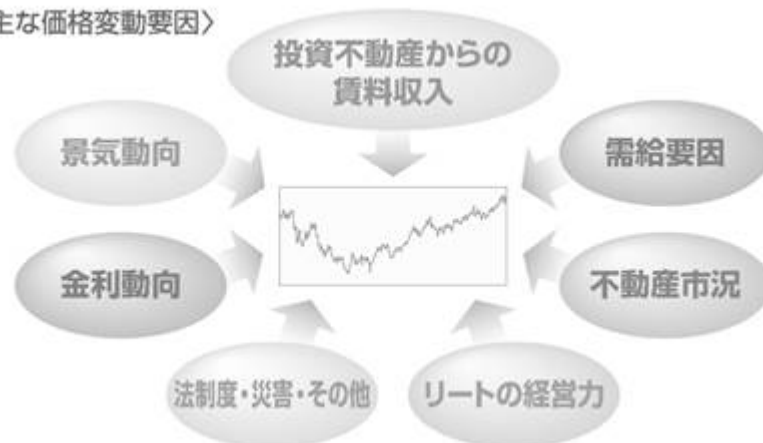 主な価格変動要因〉
投資不動産からの
賃料収入
景気動向
需給要因
金利動向
不動産市況
法制度・災害・その他
リートの経営力